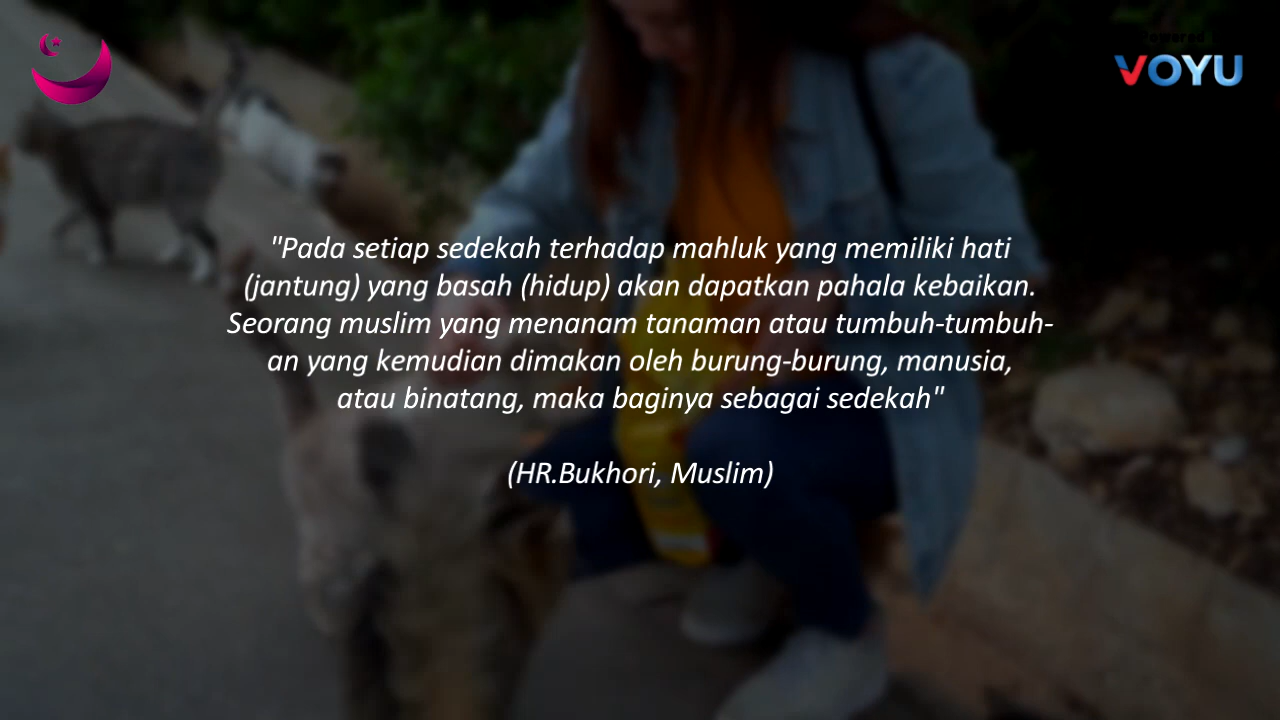 Powered
VOYU
"Pada setiap sedekah terhadap mahluk yang memiliki hati
(jantung) yang basah (hidup) akan dapatkan pahala kebaikan.
Seorang muslim yang menanam tanaman atau tumbuh-tumbuh-
an yang kemudian dimakan oleh burung-burung, manusia,
atau binatang, maka baginya sebagai sedekah"
(HR.Bukhori, Muslim)